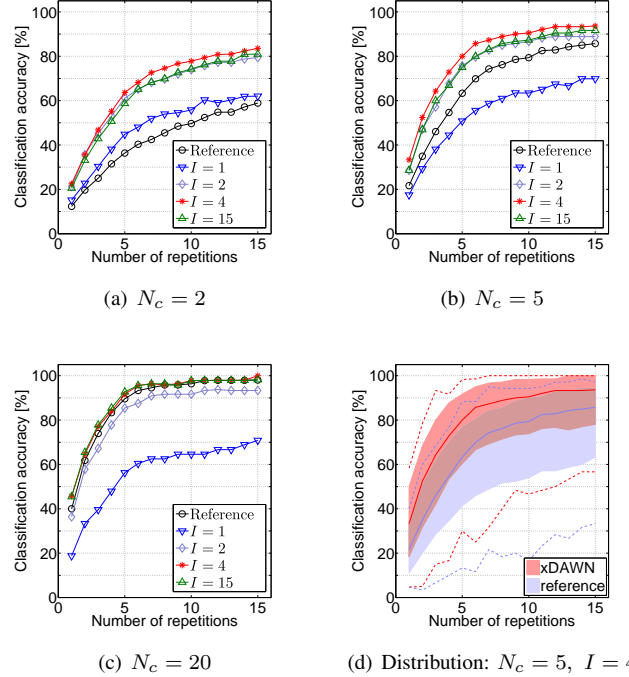 Classification accuracy [%]
100
80
60
40
20
0
0
5
10
15
Number of repetitions
Reference
I = 1
I = 2
I = 4
I = 15
(a) N_c = 2
Classification accuracy [%]
100
80
60
40
20
0
0
5
10
15
Number of repetitions
Reference
I = 1
I = 2
I = 4
I = 15
(b) N_c = 5
Classification accuracy [%]
100
80
60
40
20
0
0
5
10
15
Number of repetitions
Reference
I = 1
I = 2
I = 4
I = 15
(c) N_c = 20
Classification accuracy [%]
100
80
60
40
20
0
0
5
10
15
Number of repetitions
xDAWN
reference
(d) Distribution: N_c = 5, I = 4